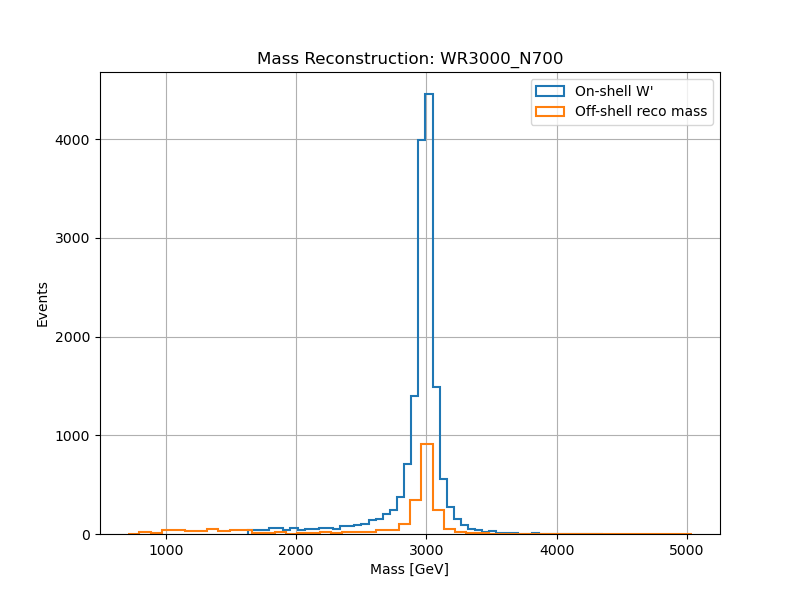 Mass Reconstruction: WR3000_N700
On-shell W'
Off-shell reco mass
4000
3000
2000
1000
0
Events
1000
2000
3000
4000
5000
Mass [GeV]